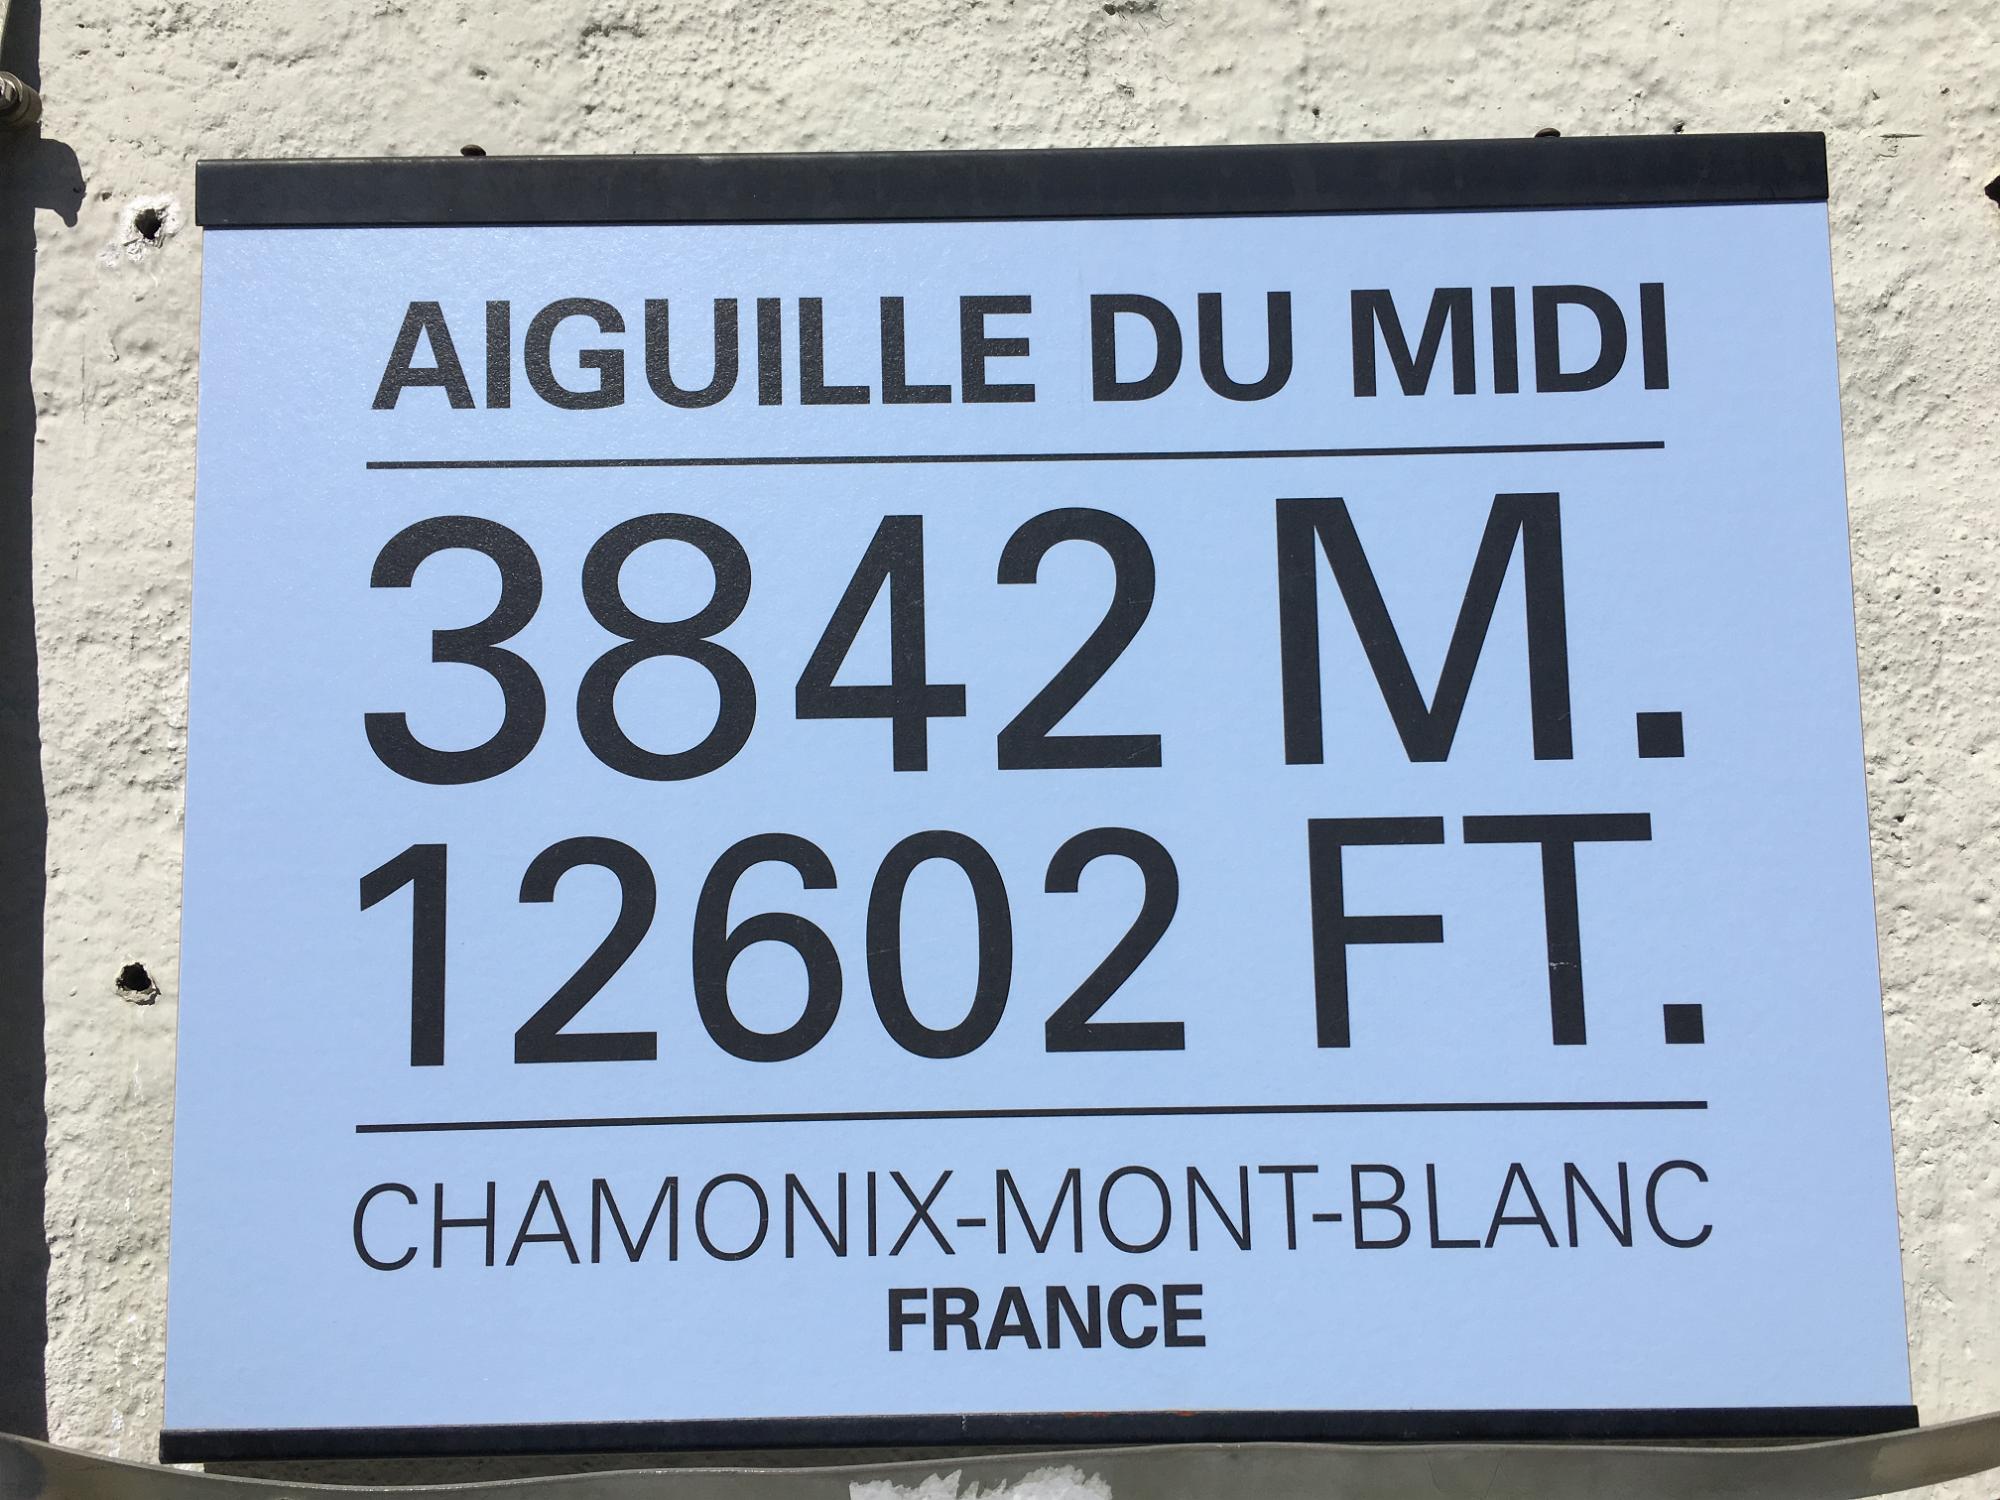 AIGUILLE DU MIDI
3842 M.
12602 FT.
CHAMONIX-MONT-BLANC
FRANCE